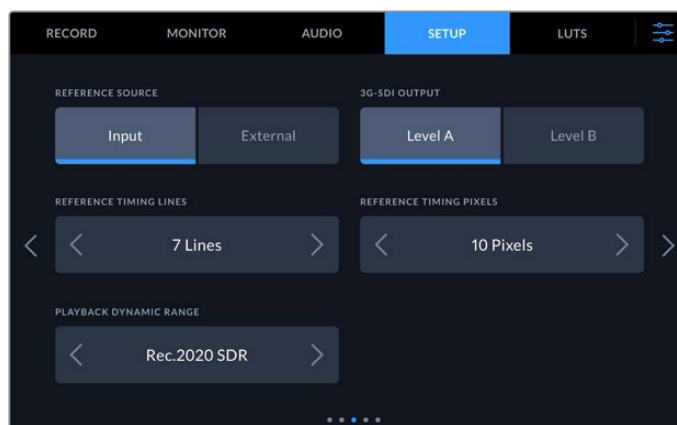 RECORD MONITOR AUDIO SETUP LUTS
REFERENCE SOURCE 3G-SDI OUTPUT
Input External Level A Level B
REFERENCE TIMING LINES REFERENCE TIMING PIXELS
7 Lines 10 Pixels
PLAYBACK DYNAMIC RANGE
Rec.2020 SDR